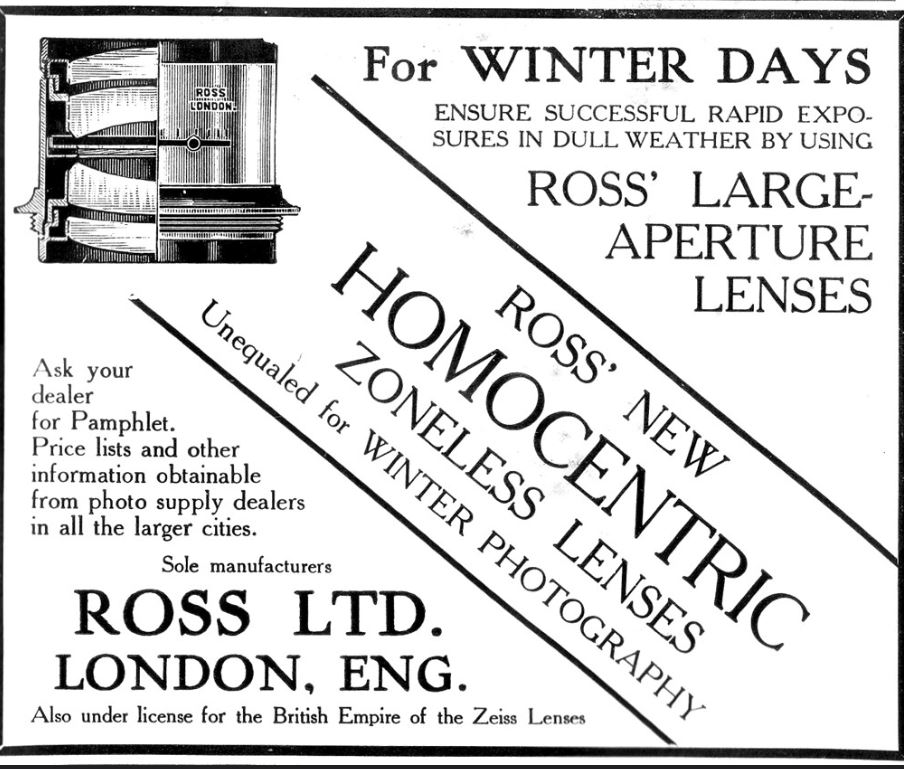 ROSS
LONDON.
For WINTER DAYS
ENSURE SUCCESSFUL RAPID EXPO-
SURES IN DULL WEATHER BY USING
ROSS' LARGE-
APERTURE
LENSES
ROSS' NEW
HOMOCENTRIC
ZONELESS LENSES
Unequaled for WINTER PHOTOGRAPHY
Ask your
dealer
for Pamphlet.
Price lists and other
information obtainable
from photo supply dealers
in all the larger cities.
Sole manufacturers
ROSS LTD.
LONDON, ENG.
Also under license for the British Empire of the Zeiss Lenses